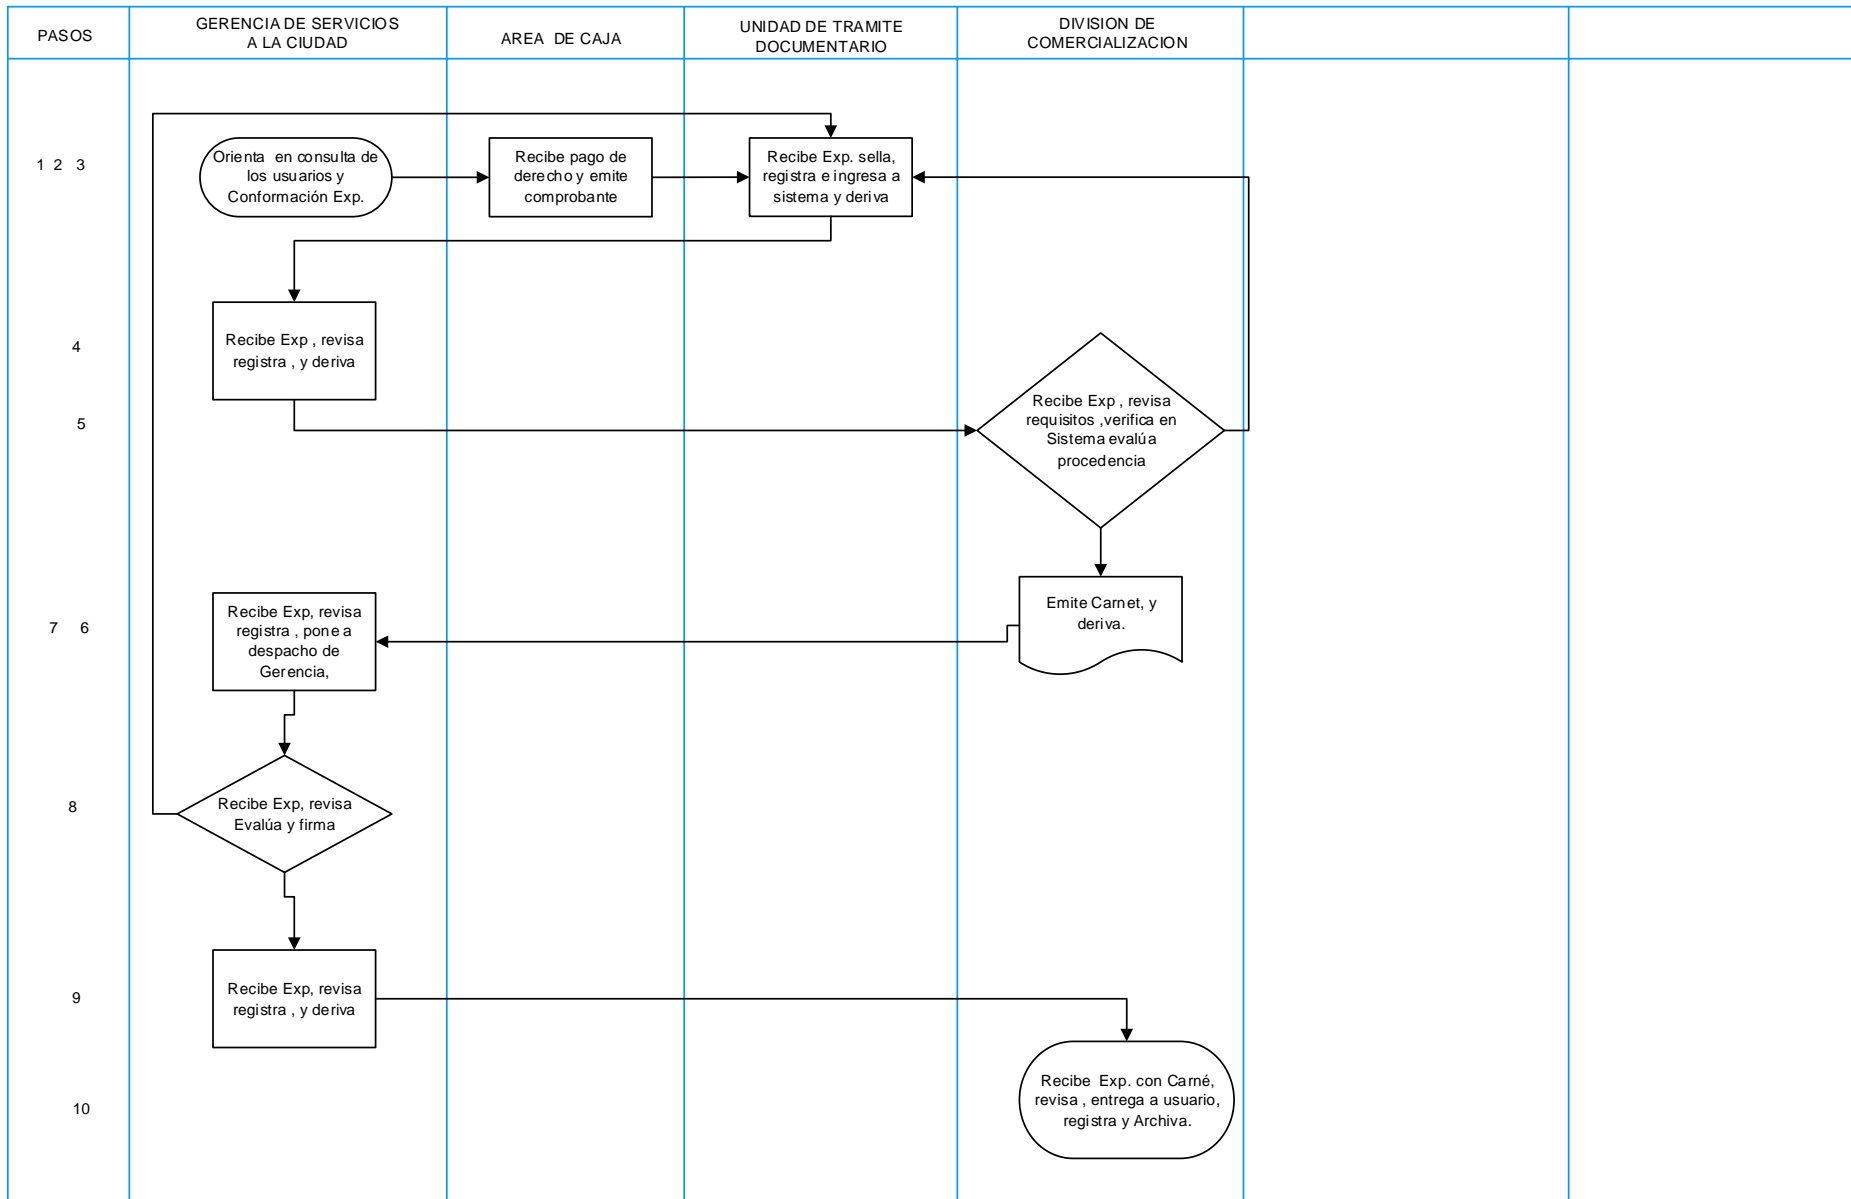 PASOS
GERENCIA DE SERVICIOS
A LA CIUDAD
AREA DE CAJA
UNIDAD DE TRAMITE
DOCUMENTARIO
DIVISION DE
COMERCIALIZACION
1 2 3
Orienta en consulta de
los usuarios y
Conformación Exp.
Recibe pago de
derecho y emite
comprobante
Recibe Exp. sella,
registra e ingresa a
sistema y deriva
4
Recibe Exp , revisa
registra , y deriva
5
Recibe Exp , revisa
requisitos ,verifica en
Sistema evalúa
procedencia
7 6
Recibe Exp, revisa
registra , pone a
despacho de
Gerencia,
Emite Carnet, y
deriva.
8
Recibe Exp, revisa
Evalúa y firma
9
Recibe Exp, revisa
registra , y deriva
10
Recibe Exp. con Carné,
revisa , entrega a usuario,
registra y Archiva.